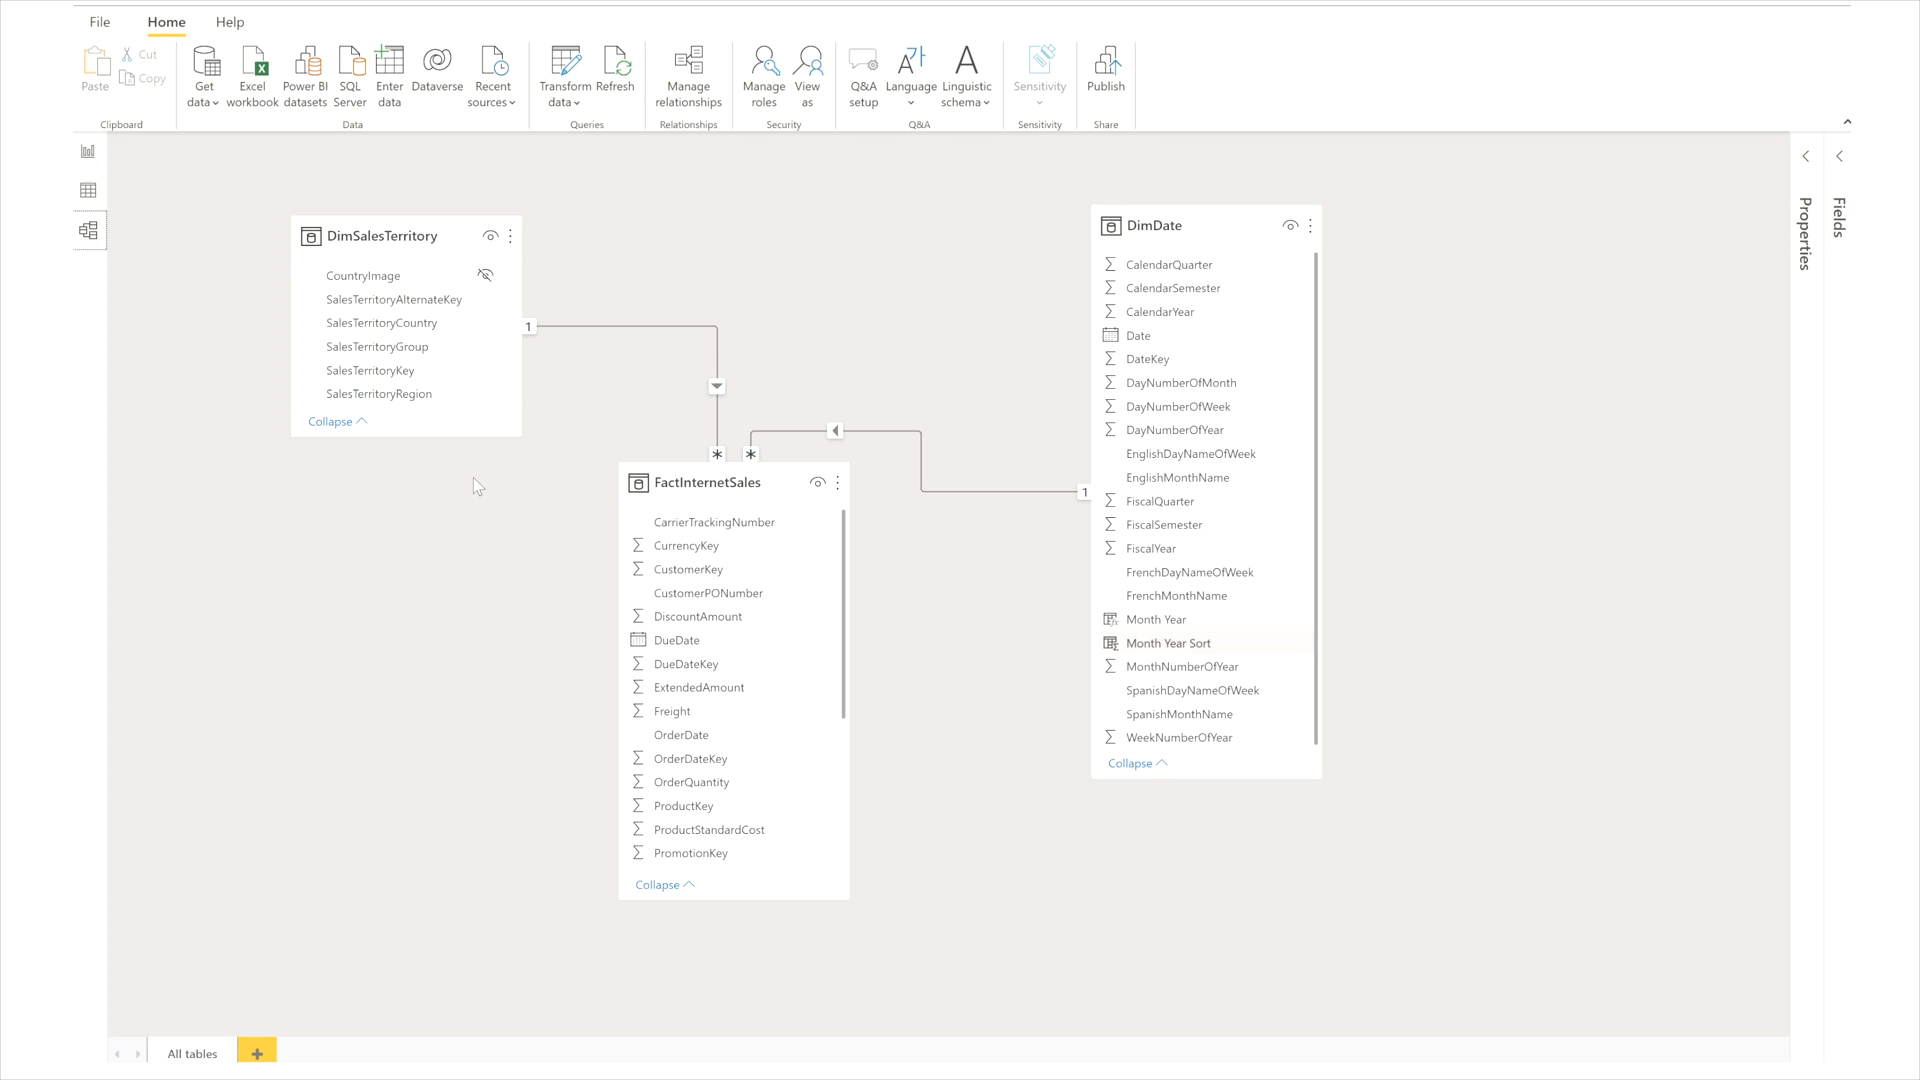 File Home Help
Paste Cut Copy
Get data Excel workbook Power BI datasets SQL Server Enter data Dataverse Recent sources
Transform data Refresh
Manage relationships
Manage roles View as
Q&A setup Language Linguistic schema
Sensitivity
Publish
Clipboard Data Queries Relationships Security Q&A Sensitivity Share
DimSalesTerritory
CountryImage
SalesTerritoryAlternateKey
SalesTerritoryCountry
SalesTerritoryGroup
SalesTerritoryKey
SalesTerritoryRegion
Collapse
1
*
*
1
FactInternetSales
CarrierTrackingNumber
CurrencyKey
CustomerKey
CustomerPONumber
DiscountAmount
DueDate
DueDateKey
ExtendedAmount
Freight
OrderDate
OrderDateKey
OrderQuantity
ProductKey
ProductStandardCost
PromotionKey
Collapse
DimDate
CalendarQuarter
CalendarSemester
CalendarYear
Date
DateKey
DayNumberOfMonth
DayNumberOfWeek
DayNumberOfYear
EnglishDayNameOfWeek
EnglishMonthName
FiscalQuarter
FiscalSemester
FiscalYear
FrenchDayNameOfWeek
FrenchMonthName
Month Year
Month Year Sort
MonthNumberOfYear
SpanishDayNameOfWeek
SpanishMonthName
WeekNumberOfYear
Collapse
Properties
Fields
All tables